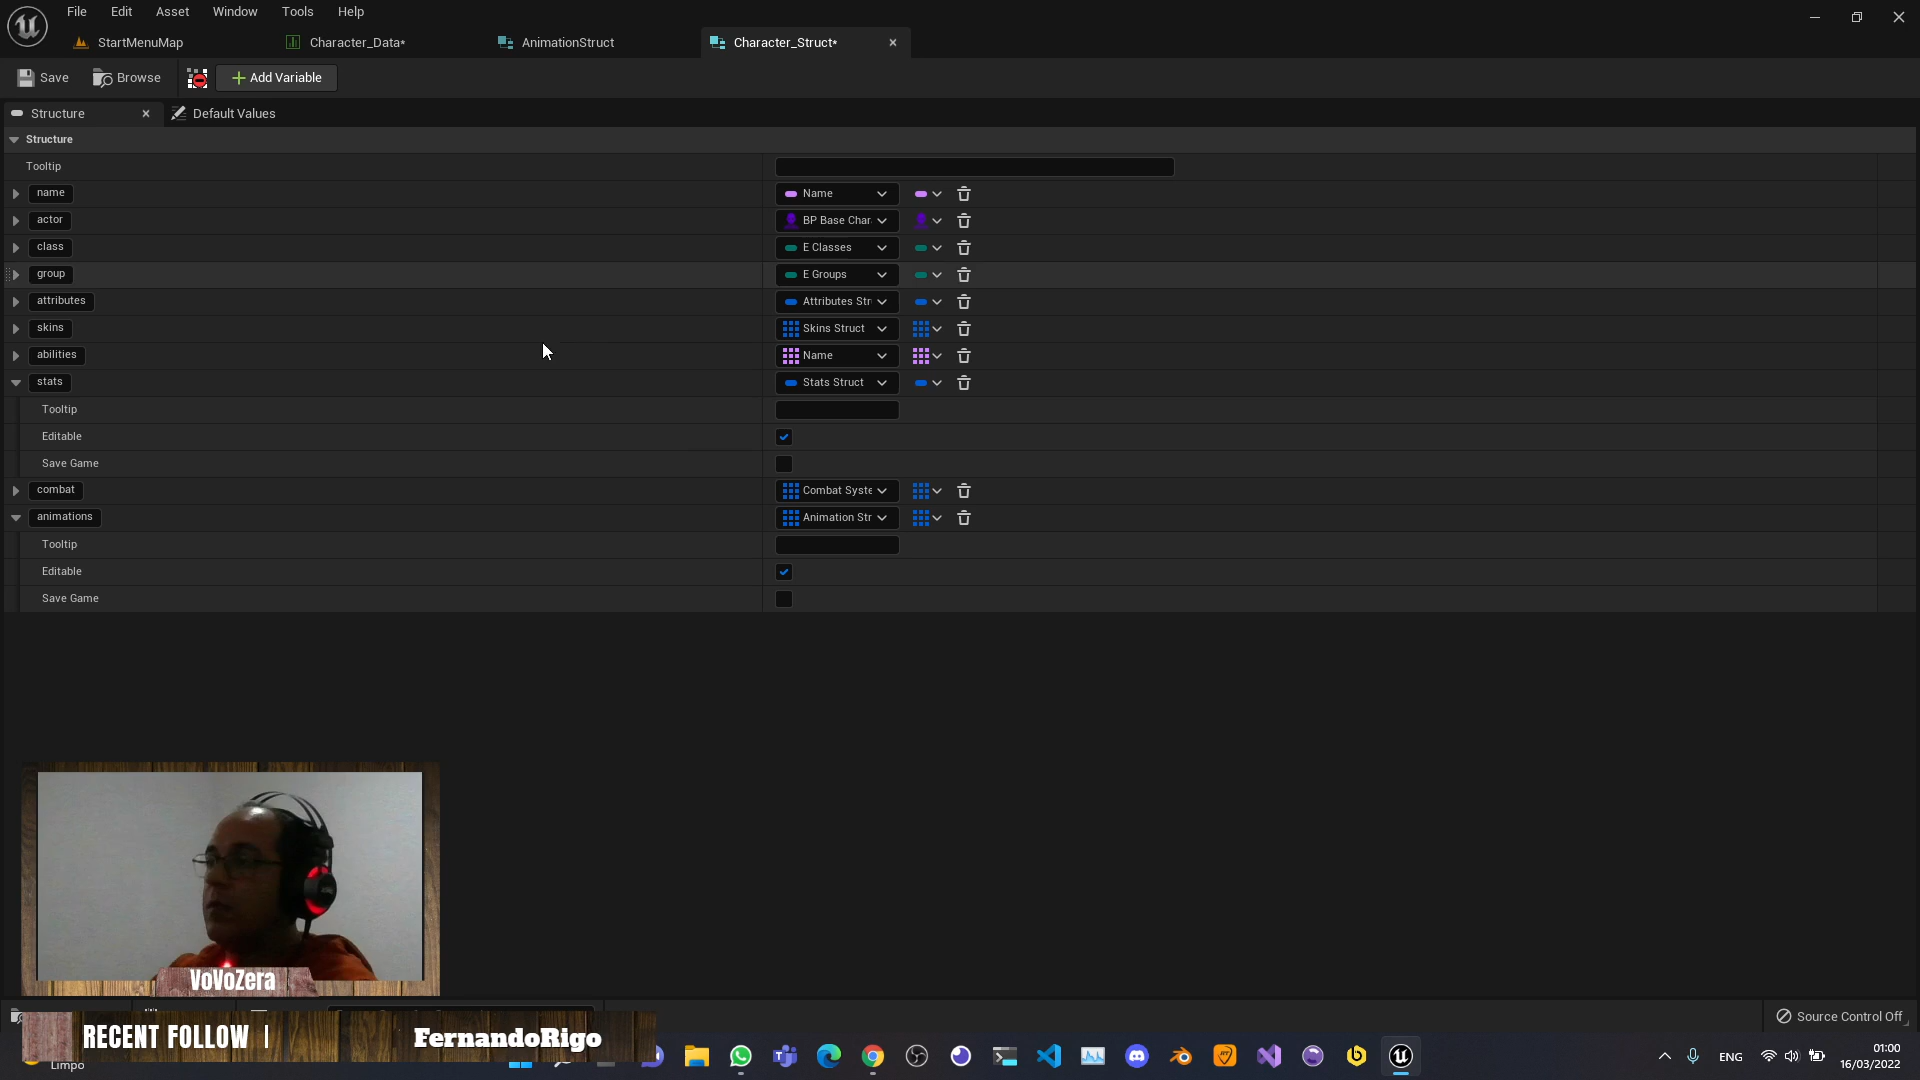 File Edit Asset Window Tools Help
StartMenuMap Character_Data* AnimationStruct Character_Struct*
Save Browse Add Variable
Structure Default Values
Structure
Tooltip
name Name
actor BP Base Char
class E Classes
group E Groups
attributes Attributes Str
skins Skins Struct
abilities Name
stats Stats Struct
Tooltip
Editable
Save Game
combat Combat Syste
animations Animation Str
Tooltip
Editable
Save Game
VoVoZera
Source Control Off
RECENT FOLLOW | FernandoRigo
Limpo
ENG
01:00
16/03/2022